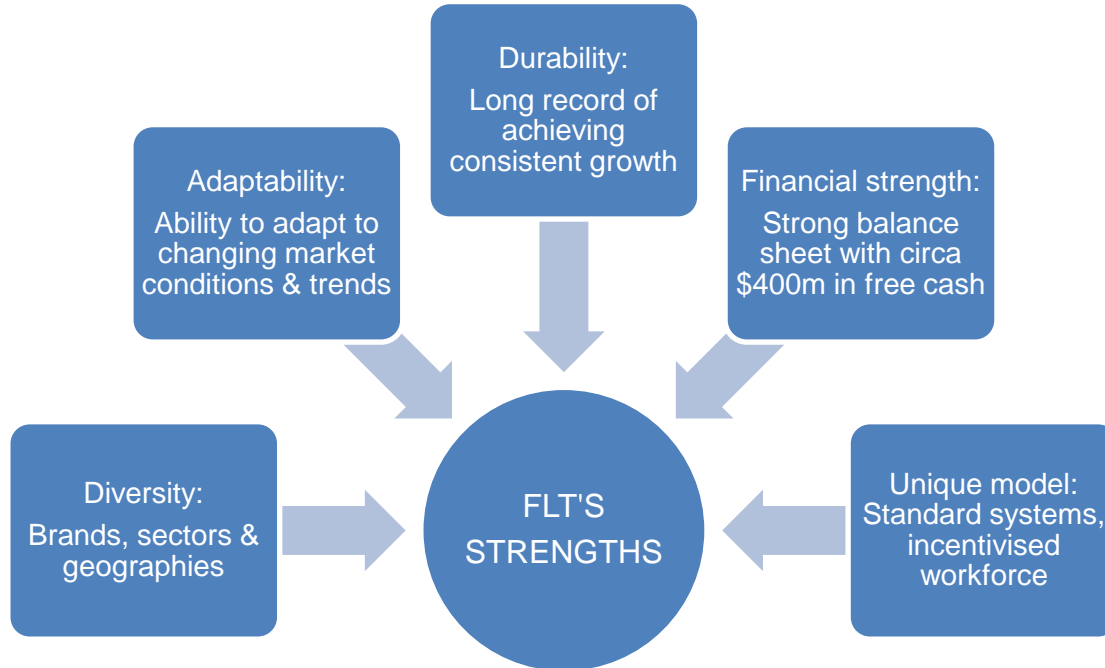 Durability:
Long record of
achieving
consistent growth
Adaptability:
Ability to adapt to
changing market
conditions & trends
Financial strength:
Strong balance
sheet with circa
$400m in free cash
Diversity:
Brands, sectors &
geographies
FLT'S
STRENGTHS
Unique model:
Standard systems,
incentivised
workforce